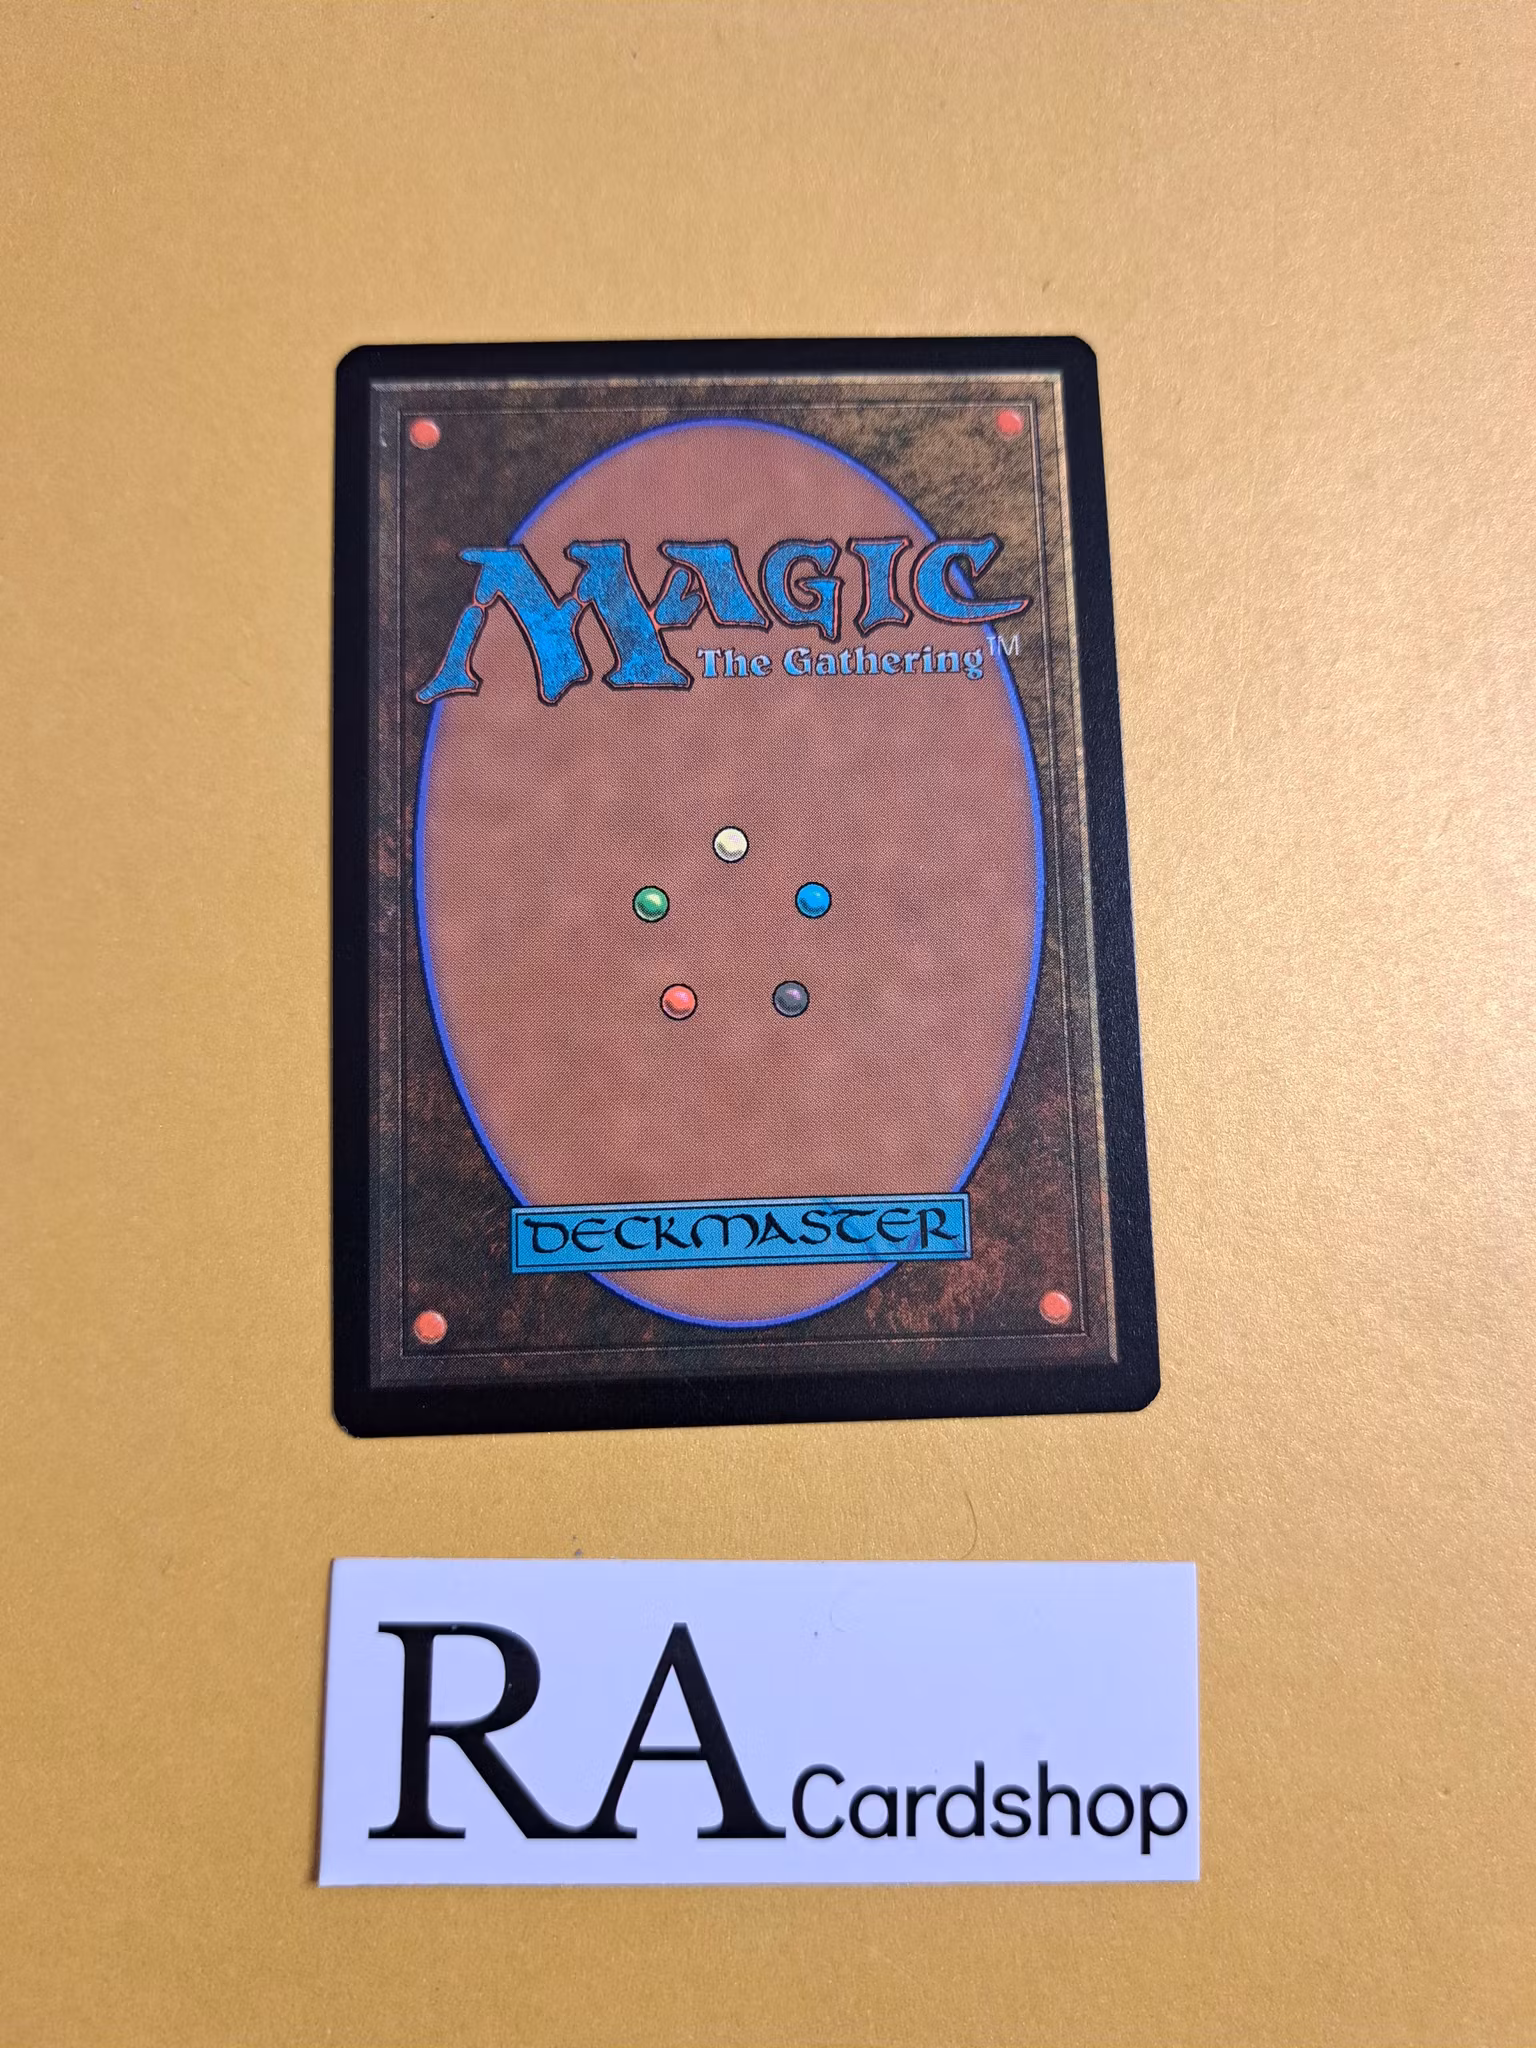 MAGIC
The Gathering™
DECKMASTER
RA Cardshop